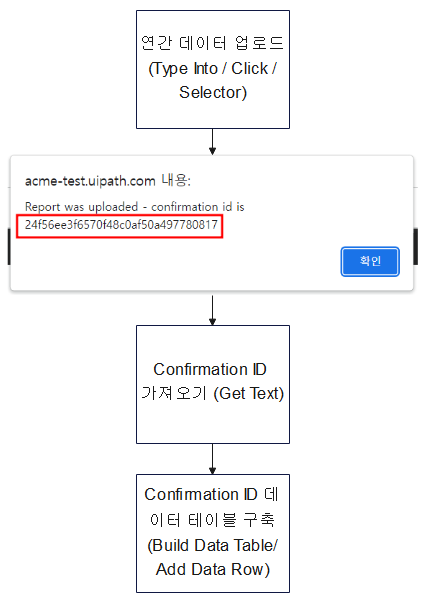 연간 데이터 업로드
(Type Into / Click /
Selector)
acme-test.uipath.com 내용:
Report was uploaded - confirmation id is
24f56ee3f6570f48c0af50a497780817
확인
Confirmation ID
가져오기 (Get Text)
Confirmation ID 데
이터 테이블 구축
(Build Data Table/
Add Data Row)